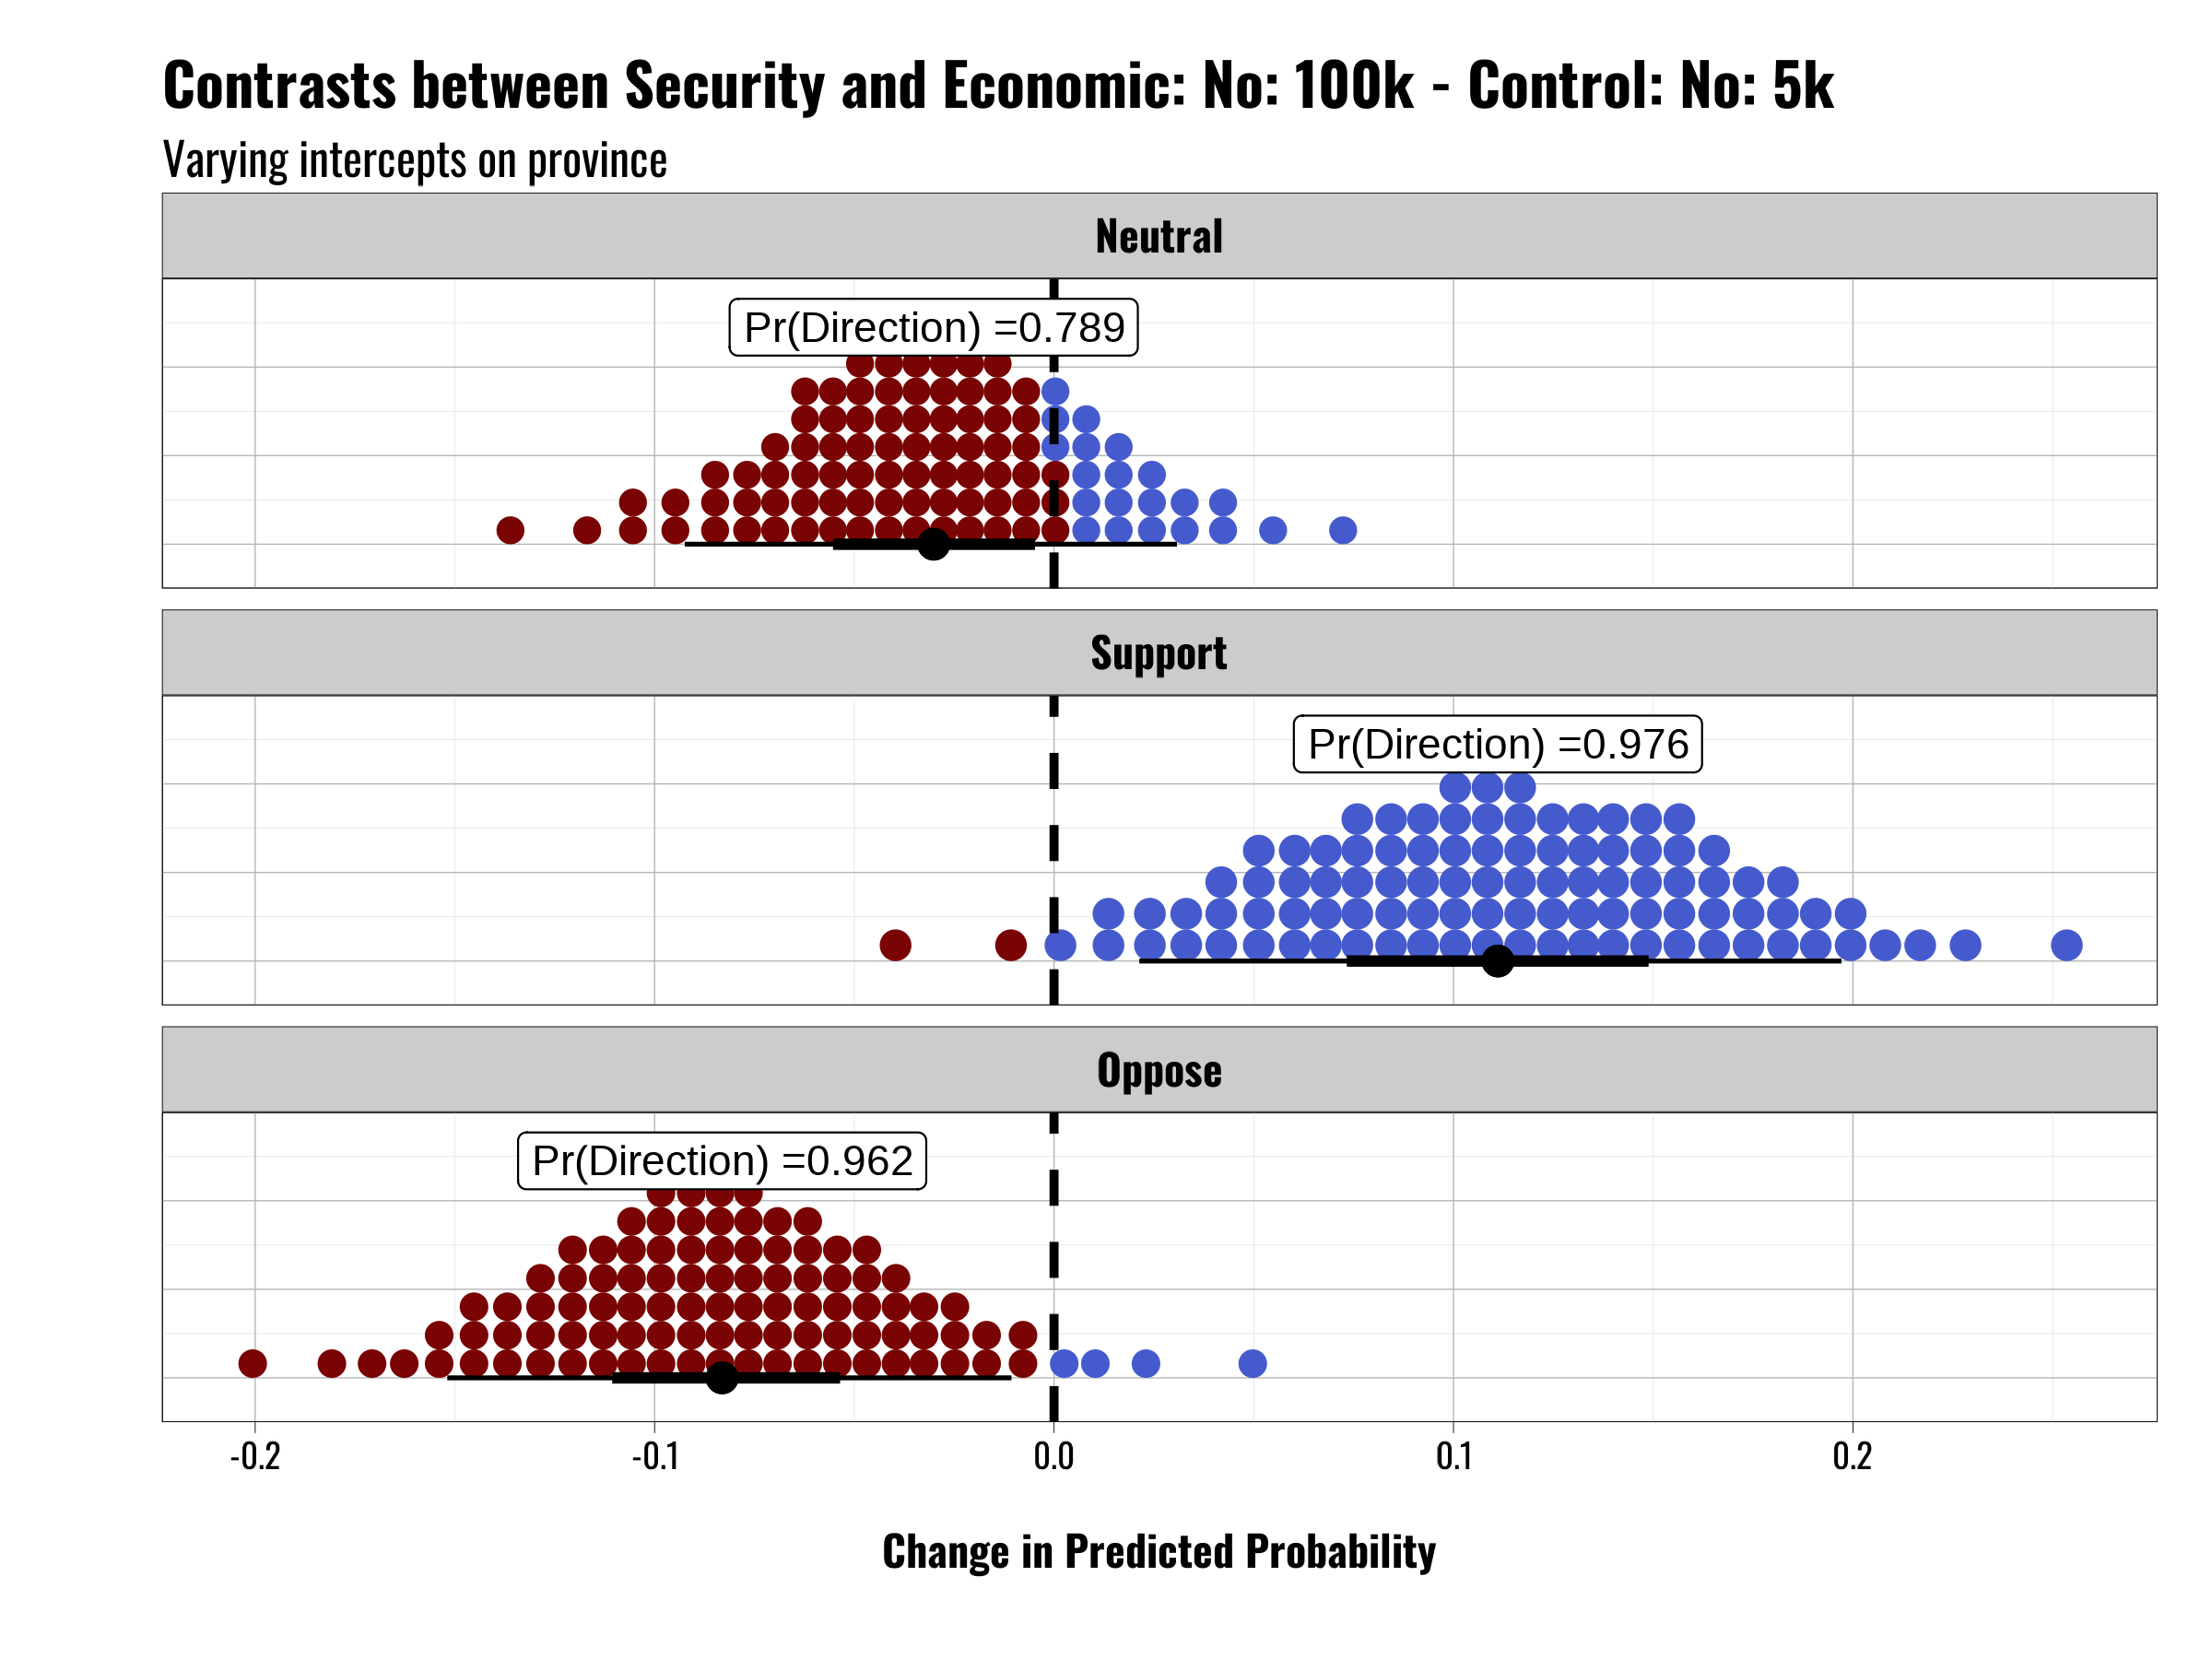 Contrasts between Security and Economic: No: 100k - Control: No: 5k
Varying intercepts on province
Neutral
Pr(Direction) =0.789
Support
Pr(Direction) =0.976
Oppose
Pr(Direction) =0.962
-0.2 -0.1 0.0 0.1 0.2
Change in Predicted Probability